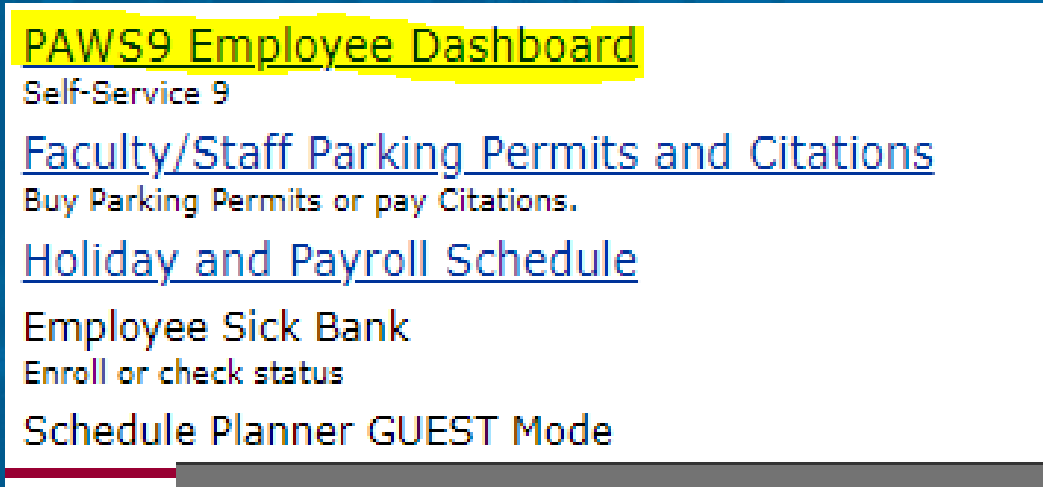 PAWS9 Employee Dashboard
Self-Service 9
Faculty/Staff Parking Permits and Citations
Buy Parking Permits or pay Citations.
Holiday and Payroll Schedule
Employee Sick Bank
Enroll or check status
Schedule Planner GUEST Mode